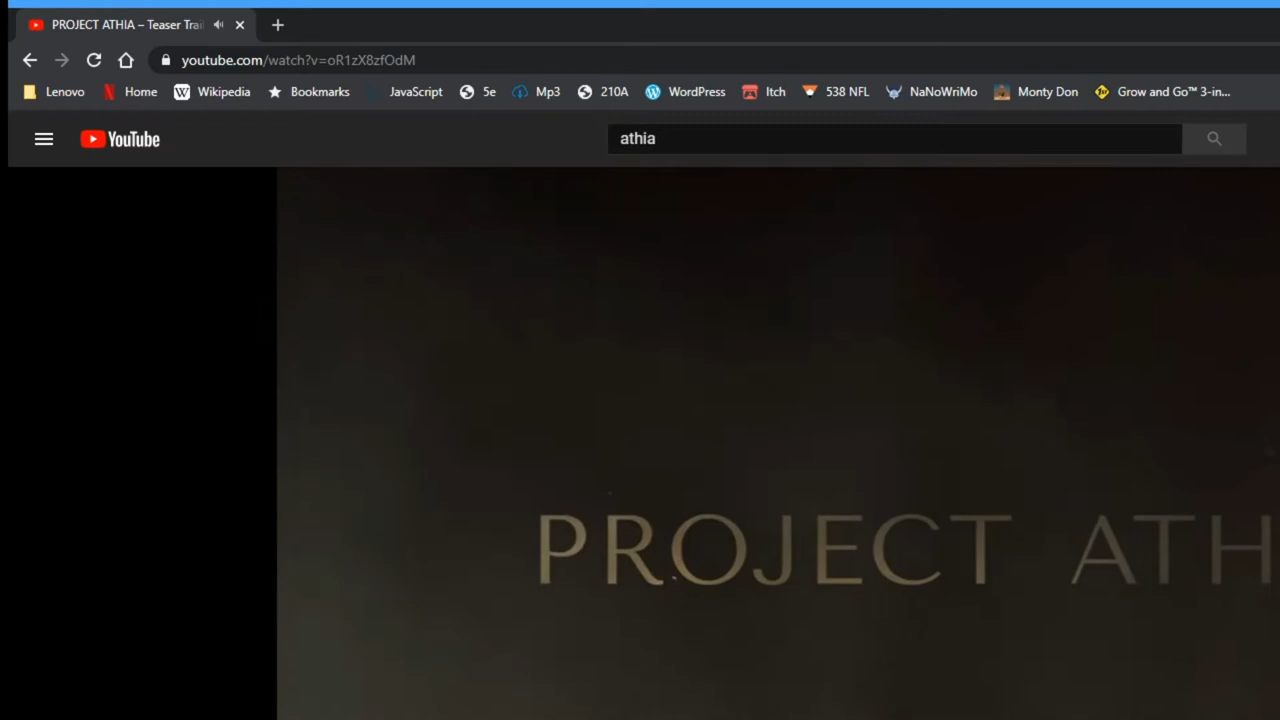 PROJECT ATHIA – Teaser Trai
youtube.com/watch?v=oR1zX8zfOdM
Lenovo Home Wikipedia Bookmarks JavaScript 5e Mp3 210A WordPress Itch 538 NFL NaNoWriMo Monty Don Grow and Go™ 3-in...
YouTube athia
PROJECT ATH